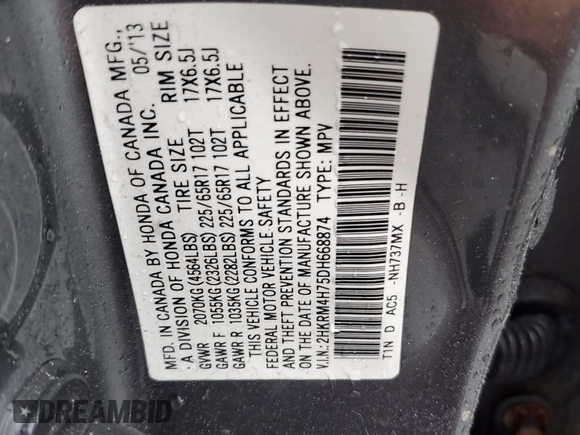 MFD. IN CANADA BY HONDA OF CANADA MFG.,
A DIVISION OF HONDA CANADA INC. 05/'13
TIRE SIZE RIM SIZE
GVWR 2070KG(4564LBS)
GAWR F 1055KG(2326LBS) 225/65R17 102T 17X6.5J
GAWR R 1033KG(2282LBS) 225/65R17 102T 17X6.5J
THIS VEHICLE CONFORMS TO ALL APPLICABLE
FEDERAL MOTOR VEHICLE SAFETY
AND THEFT PREVENTION STANDARDS IN EFFECT
ON THE DATE OF MANUFACTURE SHOWN ABOVE.
V.I.N.:2HKRM4H75DH668874 TYPE: MPV
T1N D AC5 -NH737MX -B -H
DREAMBID